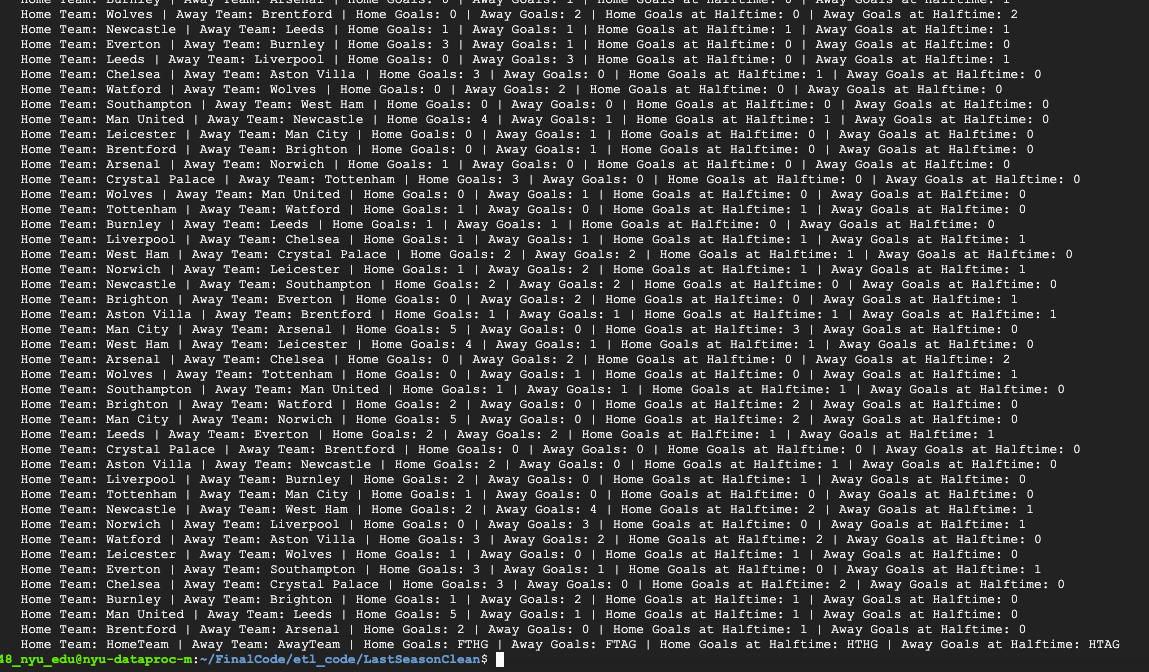 Home Team: Burnley | Away Team: Arsenal | Home Goals: 0 | Away Goals: 1 | Home Goals at Halftime: 0 | Away Goals at Halftime: 1
Home Team: Wolves | Away Team: Brentford | Home Goals: 0 | Away Goals: 2 | Home Goals at Halftime: 0 | Away Goals at Halftime: 2
Home Team: Newcastle | Away Team: Leeds | Home Goals: 1 | Away Goals: 1 | Home Goals at Halftime: 1 | Away Goals at Halftime: 1
Home Team: Everton | Away Team: Burnley | Home Goals: 3 | Away Goals: 1 | Home Goals at Halftime: 0 | Away Goals at Halftime: 0
Home Team: Leeds | Away Team: Liverpool | Home Goals: 0 | Away Goals: 3 | Home Goals at Halftime: 0 | Away Goals at Halftime: 1
Home Team: Chelsea | Away Team: Aston Villa | Home Goals: 3 | Away Goals: 0 | Home Goals at Halftime: 1 | Away Goals at Halftime: 0
Home Team: Watford | Away Team: Wolves | Home Goals: 0 | Away Goals: 2 | Home Goals at Halftime: 0 | Away Goals at Halftime: 0
Home Team: Southampton | Away Team: West Ham | Home Goals: 0 | Away Goals: 0 | Home Goals at Halftime: 0 | Away Goals at Halftime: 0
Home Team: Man United | Away Team: Newcastle | Home Goals: 4 | Away Goals: 1 | Home Goals at Halftime: 1 | Away Goals at Halftime: 0
Home Team: Leicester | Away Team: Man City | Home Goals: 0 | Away Goals: 1 | Home Goals at Halftime: 0 | Away Goals at Halftime: 0
Home Team: Brentford | Away Team: Brighton | Home Goals: 0 | Away Goals: 1 | Home Goals at Halftime: 0 | Away Goals at Halftime: 0
Home Team: Arsenal | Away Team: Norwich | Home Goals: 1 | Away Goals: 0 | Home Goals at Halftime: 0 | Away Goals at Halftime: 0
Home Team: Crystal Palace | Away Team: Tottenham | Home Goals: 3 | Away Goals: 0 | Home Goals at Halftime: 0 | Away Goals at Halftime: 0
Home Team: Wolves | Away Team: Man United | Home Goals: 0 | Away Goals: 1 | Home Goals at Halftime: 0 | Away Goals at Halftime: 0
Home Team: Tottenham | Away Team: Watford | Home Goals: 1 | Away Goals: 0 | Home Goals at Halftime: 1 | Away Goals at Halftime: 0
Home Team: Burnley | Away Team: Leeds | Home Goals: 1 | Away Goals: 1 | Home Goals at Halftime: 0 | Away Goals at Halftime: 0
Home Team: Liverpool | Away Team: Chelsea | Home Goals: 1 | Away Goals: 1 | Home Goals at Halftime: 1 | Away Goals at Halftime: 1
Home Team: West Ham | Away Team: Crystal Palace | Home Goals: 2 | Away Goals: 2 | Home Goals at Halftime: 1 | Away Goals at Halftime: 0
Home Team: Norwich | Away Team: Leicester | Home Goals: 1 | Away Goals: 2 | Home Goals at Halftime: 1 | Away Goals at Halftime: 1
Home Team: Newcastle | Away Team: Southampton | Home Goals: 2 | Away Goals: 2 | Home Goals at Halftime: 0 | Away Goals at Halftime: 0
Home Team: Brighton | Away Team: Everton | Home Goals: 0 | Away Goals: 2 | Home Goals at Halftime: 0 | Away Goals at Halftime: 1
Home Team: Aston Villa | Away Team: Brentford | Home Goals: 1 | Away Goals: 1 | Home Goals at Halftime: 1 | Away Goals at Halftime: 1
Home Team: Man City | Away Team: Arsenal | Home Goals: 5 | Away Goals: 0 | Home Goals at Halftime: 3 | Away Goals at Halftime: 0
Home Team: West Ham | Away Team: Leicester | Home Goals: 4 | Away Goals: 1 | Home Goals at Halftime: 1 | Away Goals at Halftime: 0
Home Team: Arsenal | Away Team: Chelsea | Home Goals: 0 | Away Goals: 2 | Home Goals at Halftime: 0 | Away Goals at Halftime: 2
Home Team: Wolves | Away Team: Tottenham | Home Goals: 0 | Away Goals: 1 | Home Goals at Halftime: 0 | Away Goals at Halftime: 1
Home Team: Southampton | Away Team: Man United | Home Goals: 1 | Away Goals: 1 | Home Goals at Halftime: 1 | Away Goals at Halftime: 0
Home Team: Brighton | Away Team: Watford | Home Goals: 2 | Away Goals: 0 | Home Goals at Halftime: 2 | Away Goals at Halftime: 0
Home Team: Man City | Away Team: Norwich | Home Goals: 5 | Away Goals: 0 | Home Goals at Halftime: 2 | Away Goals at Halftime: 0
Home Team: Leeds | Away Team: Everton | Home Goals: 2 | Away Goals: 2 | Home Goals at Halftime: 1 | Away Goals at Halftime: 1
Home Team: Crystal Palace | Away Team: Brentford | Home Goals: 0 | Away Goals: 0 | Home Goals at Halftime: 0 | Away Goals at Halftime: 0
Home Team: Aston Villa | Away Team: Newcastle | Home Goals: 2 | Away Goals: 0 | Home Goals at Halftime: 1 | Away Goals at Halftime: 0
Home Team: Liverpool | Away Team: Burnley | Home Goals: 2 | Away Goals: 0 | Home Goals at Halftime: 1 | Away Goals at Halftime: 0
Home Team: Tottenham | Away Team: Man City | Home Goals: 1 | Away Goals: 0 | Home Goals at Halftime: 0 | Away Goals at Halftime: 0
Home Team: Newcastle | Away Team: West Ham | Home Goals: 2 | Away Goals: 4 | Home Goals at Halftime: 2 | Away Goals at Halftime: 1
Home Team: Norwich | Away Team: Liverpool | Home Goals: 0 | Away Goals: 3 | Home Goals at Halftime: 0 | Away Goals at Halftime: 1
Home Team: Watford | Away Team: Aston Villa | Home Goals: 3 | Away Goals: 2 | Home Goals at Halftime: 2 | Away Goals at Halftime: 0
Home Team: Leicester | Away Team: Wolves | Home Goals: 1 | Away Goals: 0 | Home Goals at Halftime: 1 | Away Goals at Halftime: 0
Home Team: Everton | Away Team: Southampton | Home Goals: 3 | Away Goals: 1 | Home Goals at Halftime: 0 | Away Goals at Halftime: 1
Home Team: Chelsea | Away Team: Crystal Palace | Home Goals: 3 | Away Goals: 0 | Home Goals at Halftime: 2 | Away Goals at Halftime: 0
Home Team: Burnley | Away Team: Brighton | Home Goals: 1 | Away Goals: 2 | Home Goals at Halftime: 1 | Away Goals at Halftime: 0
Home Team: Man United | Away Team: Leeds | Home Goals: 5 | Away Goals: 1 | Home Goals at Halftime: 1 | Away Goals at Halftime: 0
Home Team: Brentford | Away Team: Arsenal | Home Goals: 2 | Away Goals: 0 | Home Goals at Halftime: 1 | Away Goals at Halftime: 0
Home Team: HomeTeam | Away Team: AwayTeam | Home Goals: FTHG | Away Goals: FTAG | Home Goals at Halftime: HTHG | Away Goals at Halftime: HTAG
48_nyu_edu@nyu-dataproc-m:~/FinalCode/etl_code/LastSeasonClean$